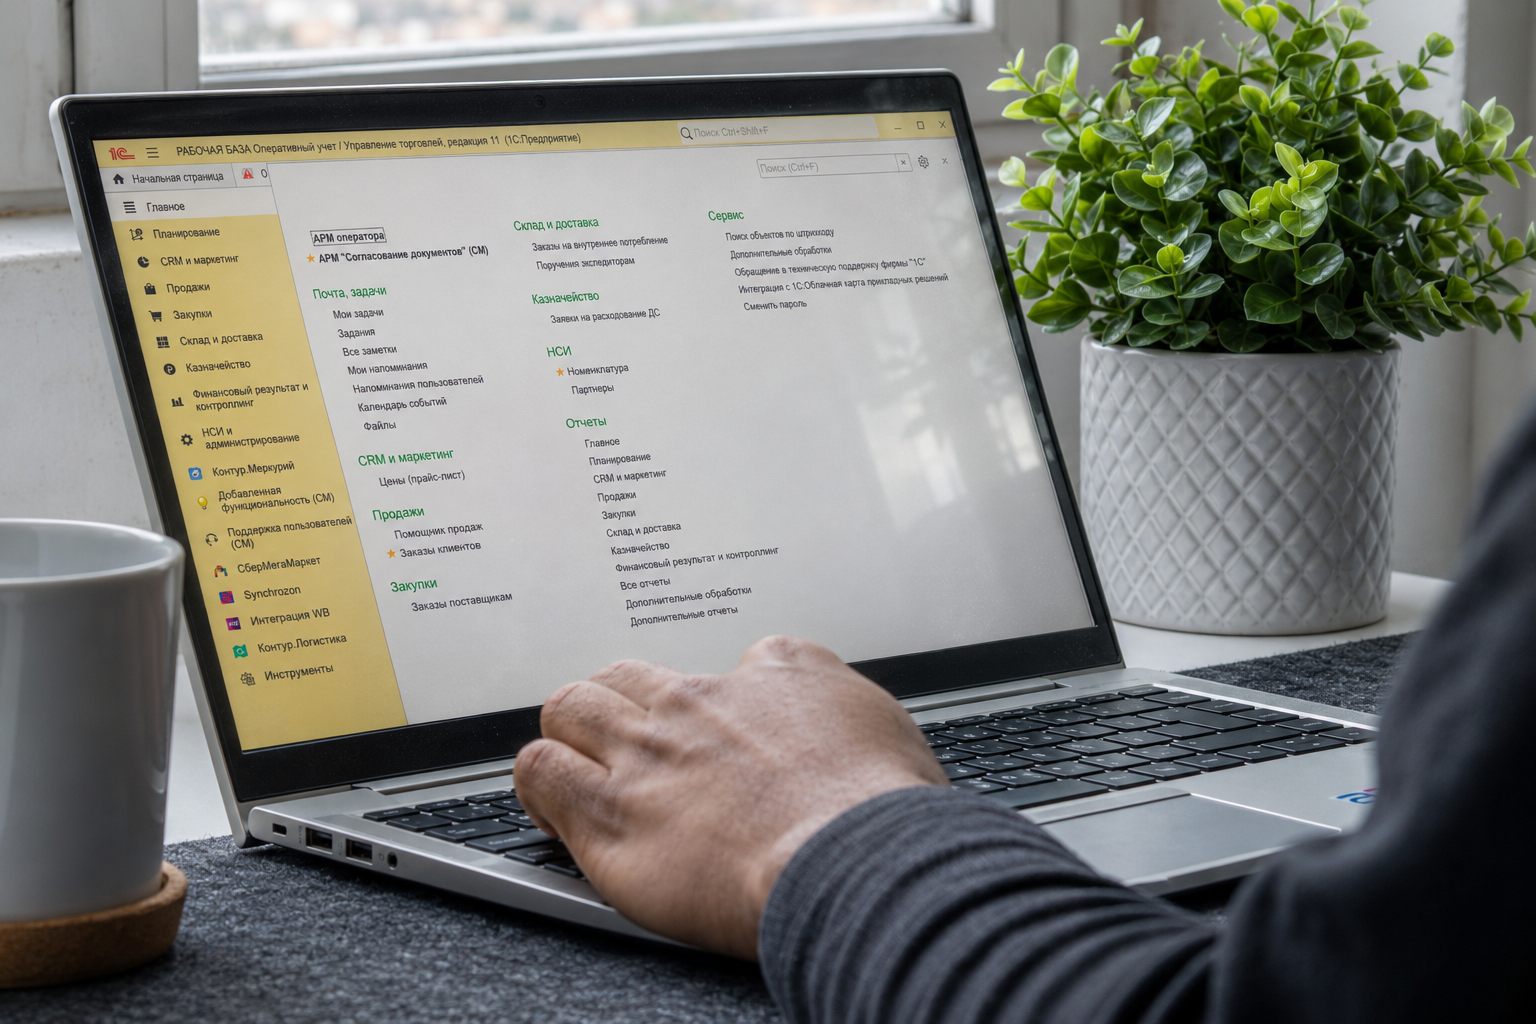 1С
РАБОЧАЯ БАЗА Оперативный учет / Управление торговлей, редакция 11 (1С:Предприятие)
Поиск Ctrl+Shift+F
Начальная страница
0
Поиск (Ctrl+F)
Главное
Планирование
CRM и маркетинг
Продажи
Закупки
Склад и доставка
Казначейство
Финансовый результат и
контроллинг
НСИ и
администрирование
Контур.Меркурий
Добавленная
функциональность (СМ)
Поддержка пользователей
(СМ)
СберМегаМаркет
Synchrozon
Интеграция WB
Контур.Логистика
Инструменты
АРМ оператора
АРМ "Согласование документов" (СМ)
Почта, задачи
Мои задачи
Задания
Все заметки
Мои напоминания
Напоминания пользователей
Календарь событий
Файлы
CRM и маркетинг
Цены (прайс-лист)
Продажи
Помощник продаж
Заказы клиентов
Закупки
Заказы поставщикам
Склад и доставка
Заказы на внутреннее потребление
Поручения экспедиторам
Казначейство
Заявки на расходование ДС
НСИ
Номенклатура
Партнеры
Отчеты
Главное
Планирование
CRM и маркетинг
Продажи
Закупки
Склад и доставка
Казначейство
Финансовый результат и контроллинг
Все отчеты
Дополнительные обработки
Дополнительные отчеты
Сервис
Поиск объектов по штрихкоду
Дополнительные обработки
Обращение в техническую поддержку фирмы "1С"
Интеграция с 1С:Облачная карта прикладных решений
Сменить пароль